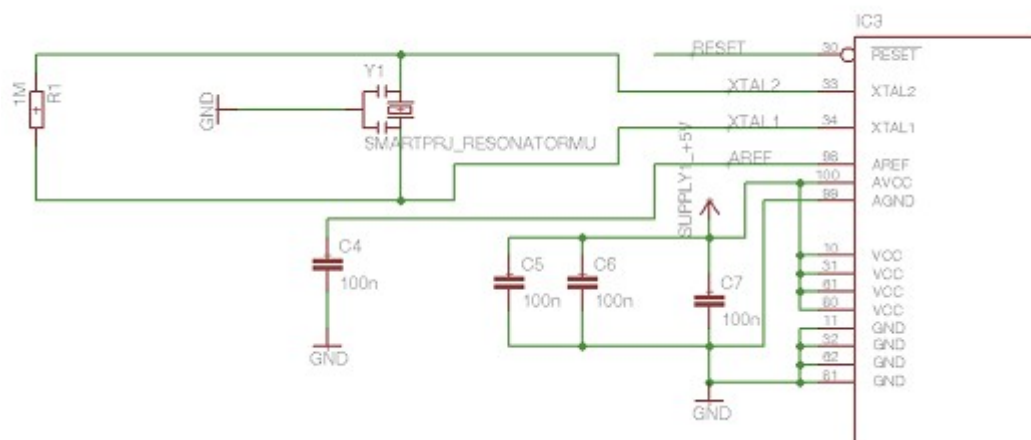 IC3
RESET
30
RESET
XTAL2
33
XTAL2
XTAL1
34
XTAL1
AREF
98
AREF
100
AVCC
99
AGND
10
VCC
31
VCC
61
VCC
80
VCC
11
GND
32
GND
62
GND
81
GND
1M
R1
GND
Y1
SMARTPRJ_RESONATORMU
SUPPLY1_+5V
C4
100n
GND
C5
100n
C6
100n
C7
100n
GND